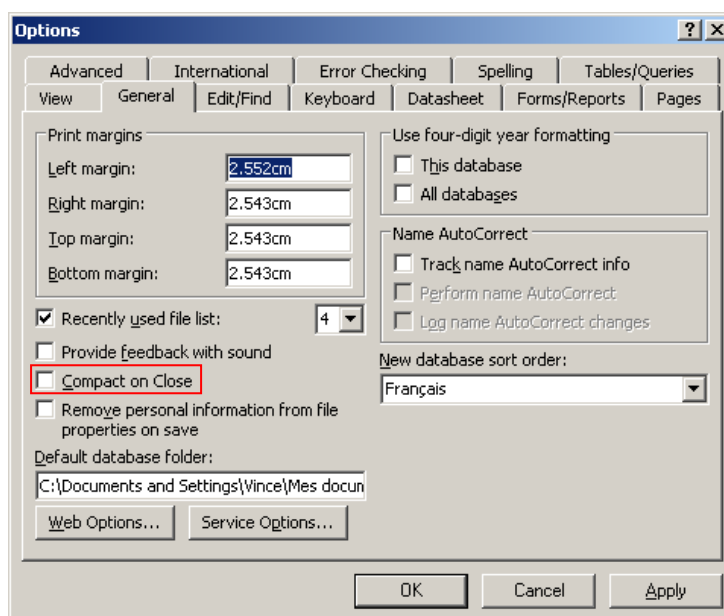 Options
Advanced International Error Checking Spelling Tables/Queries
View General Edit/Find Keyboard Datasheet Forms/Reports Pages
Print margins
Left margin: 2.552cm
Right margin: 2.543cm
Top margin: 2.543cm
Bottom margin: 2.543cm
Recently used file list: 4
Provide feedback with sound
Compact on Close
Remove personal information from file
properties on save
Default database folder:
C:\Documents and Settings\Vince\Mes docun
Web Options... Service Options...
Use four-digit year formatting
This database
All databases
Name AutoCorrect
Track name AutoCorrect info
Perform name AutoCorrect
Log name AutoCorrect changes
New database sort order:
Français
OK Cancel Apply